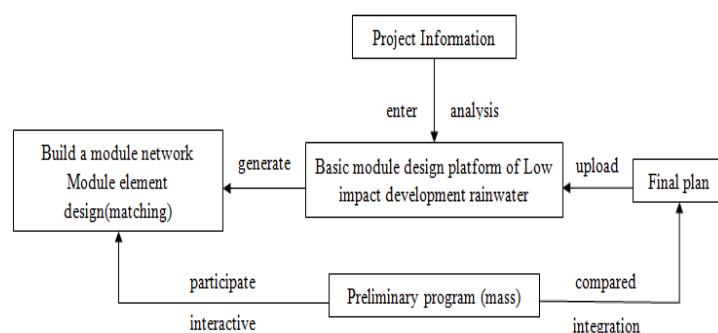 Project Information
enter analysis
Build a module network
Module element
design(matching)
generate
Basic module design platform of Low
impact development rainwater
upload
Final plan
participate
interactive
Preliminary program (mass)
compared
integration